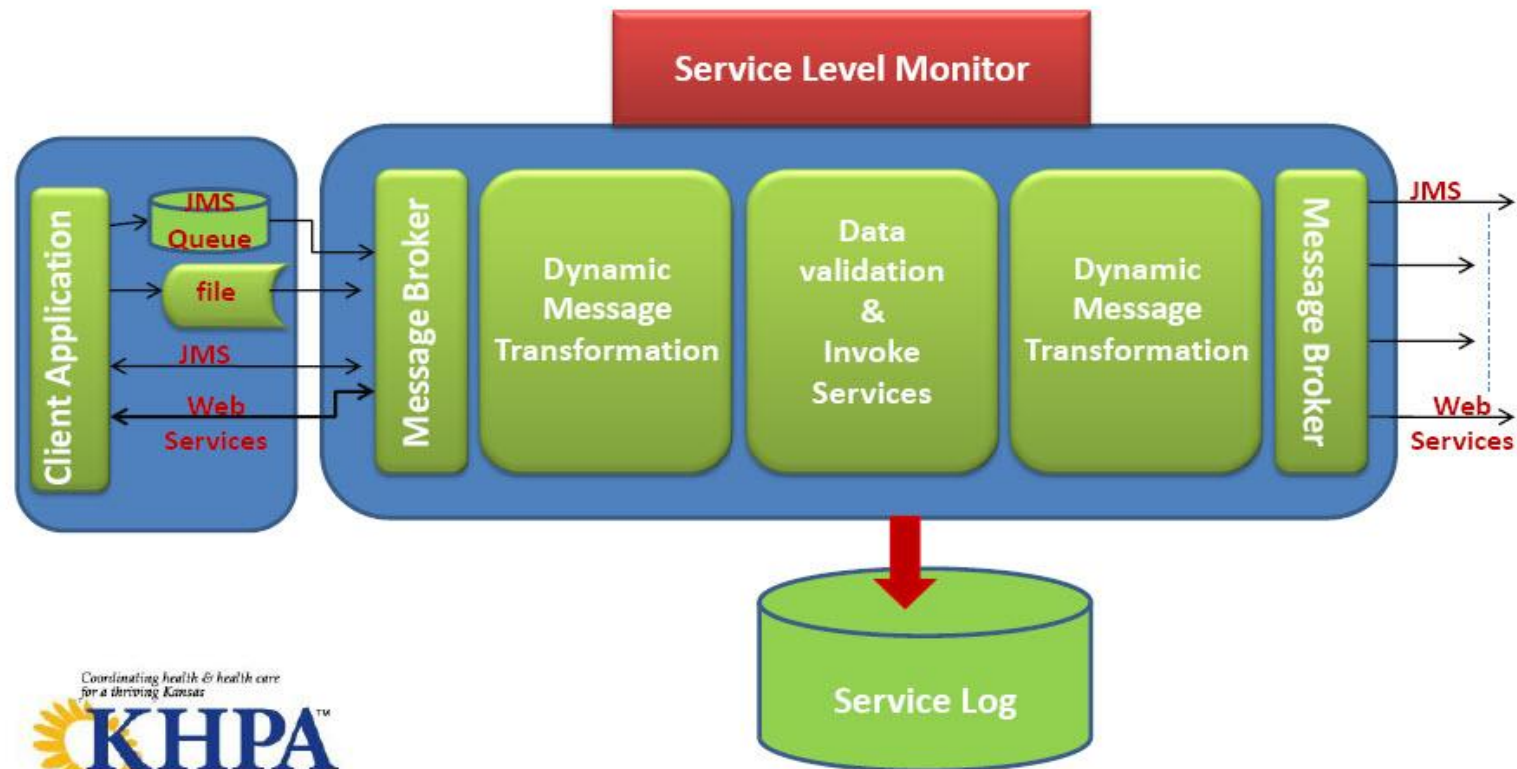 Service Level Monitor
Client Application
JMS
Queue
file
JMS
Web
Services
Message Broker
Dynamic
Message
Transformation
Data
validation
&
Invoke
Services
Dynamic
Message
Transformation
Message Broker
JMS
Web
Services
Service Log
Coordinating health & health care
for a thriving Kansas
KHPA™